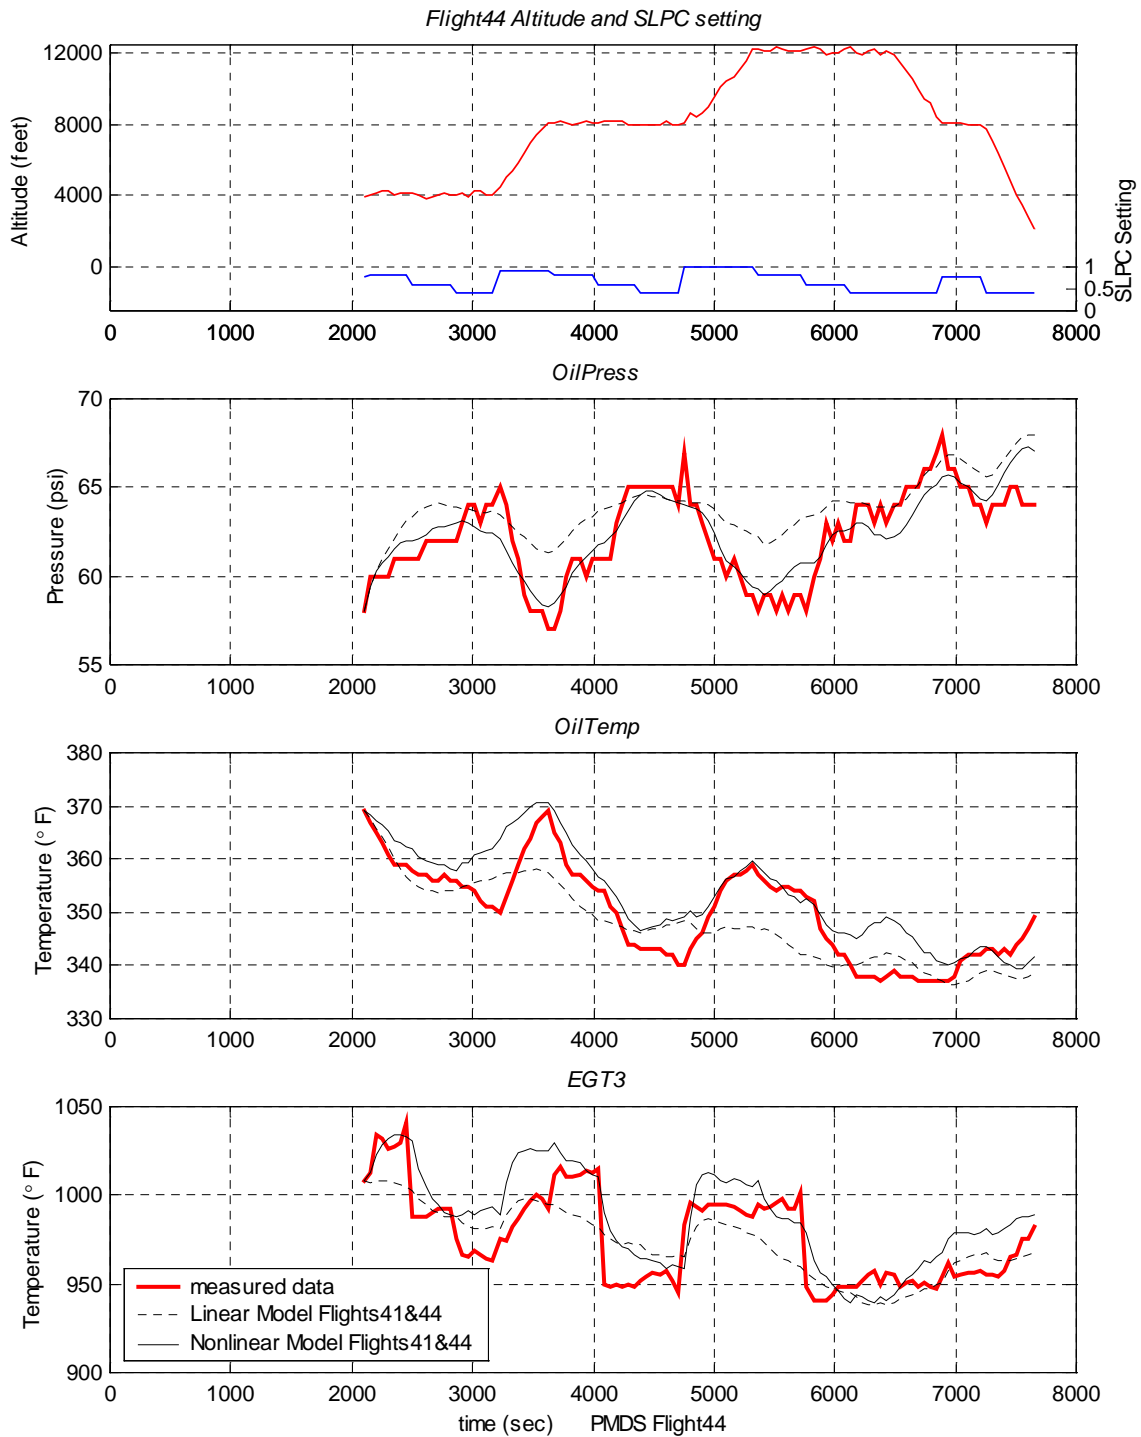 Flight44 Altitude and SLPC setting
12000
8000
4000
0
Altitude (feet)
1
0.5
0
SLPC Setting
0 1000 2000 3000 4000 5000 6000 7000 8000
OilPress
70
65
60
55
Pressure (psi)
0 1000 2000 3000 4000 5000 6000 7000 8000
OilTemp
380
370
360
350
340
330
Temperature (° F)
0 1000 2000 3000 4000 5000 6000 7000 8000
EGT3
1050
1000
950
900
Temperature (° F)
measured data
Linear Model Flights41&44
Nonlinear Model Flights41&44
0 1000 2000 3000 4000 5000 6000 7000 8000
time (sec) PMDS Flight44